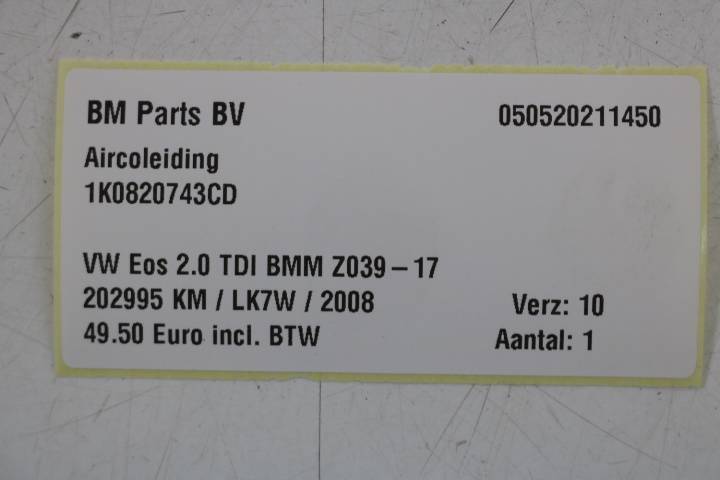 BM Parts BV 050520211450
Aircoleiding
1K0820743CD
VW Eos 2.0 TDI BMM Z039-17
202995 KM / LK7W / 2008 Verz: 10
49.50 Euro incl. BTW Aantal: 1